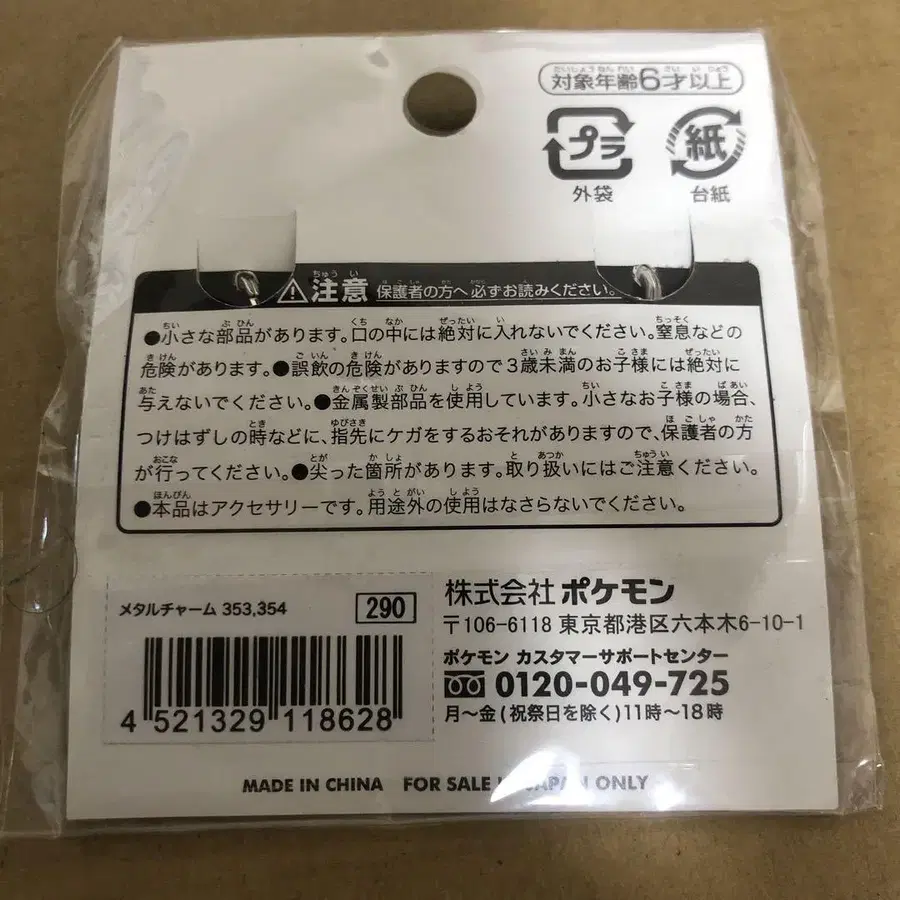 対象年齢6才以上
プラ 紙
外袋 台紙
注意 保護者の方へ必ずお読みください。
●小さな部品があります。口の中には絶対に入れないでください。窒息などの
危険があります。●誤飲の危険がありますので3歳未満のお子様には絶対に
与えないでください。●金属製部品を使用しています。小さなお子様の場合、
つけはずしの時などに、指先にケガをするおそれがありますので、保護者の方
が行ってください。●尖った箇所があります。取り扱いにはご注意ください。
●本品はアクセサリーです。用途外の使用はなさらないでください。
メタルチャーム 353,354 290
4 521329 118628
株式会社 ポケモン
〒106-6118 東京都港区六本木6-10-1
ポケモン カスタマーサポートセンター
0120-049-725
月〜金(祝祭日を除く)11時〜18時
MADE IN CHINA FOR SALE IN JAPAN ONLY